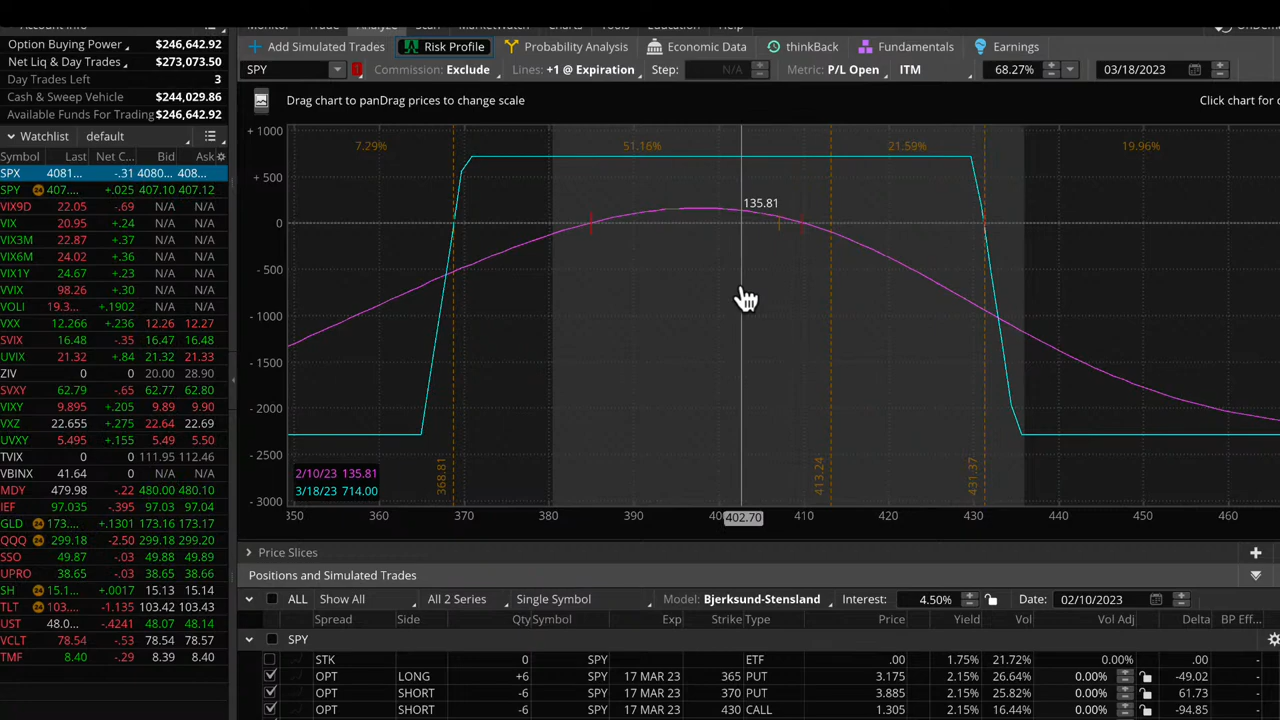 Account Info
Monitor Trade Analyze Scan MarketWatch Charts Tools Education Help OnDem
Option Buying Power $246,642.92
Net Liq & Day Trades $273,073.50
Day Trades Left 3
Cash & Sweep Vehicle $244,029.86
Available Funds For Trading $246,642.92
Watchlist default
Symbol Last Net C... Bid Ask
SPX 4081... -.31 4080... 408...
SPY 24 407.... +.025 407.10 407.12
VIX9D 22.05 -.69 N/A N/A
VIX 20.95 +.24 N/A N/A
VIX3M 22.87 +.37 N/A N/A
VIX6M 24.02 +.36 N/A N/A
VIX1Y 24.67 +.23 N/A N/A
VVIX 98.26 +.30 N/A N/A
VOLI 19.3... +.1902 N/A N/A
VXX 12.266 +.236 12.26 12.27
SVIX 16.48 -.35 16.47 16.48
UVIX 21.32 +.84 21.32 21.33
ZIV 0 0 20.00 28.90
SVXY 62.79 -.65 62.77 62.80
VIXY 9.895 +.205 9.89 9.90
VXZ 22.655 +.275 22.64 22.69
UVXY 5.495 +.155 5.49 5.50
TVIX 0 0 111.95 112.46
VBINX 41.64 0 N/A N/A
MDY 479.98 -.22 480.00 480.10
IEF 97.035 -.395 97.03 97.04
GLD 24 173.... +.1301 173.16 173.17
QQQ 24 299.18 -2.50 299.18 299.20
SSO 49.87 -.03 49.88 49.89
UPRO 38.65 -.03 38.65 38.66
SH 24 15.1... +.0017 15.13 15.14
TLT 24 103.... -1.135 103.42 103.43
UST 48.0... -.4241 48.07 48.14
VCLT 78.54 -.53 78.54 78.57
TMF 8.40 -.29 8.39 8.40
Add Simulated Trades Risk Profile Probability Analysis Economic Data thinkBack Fundamentals Earnings
SPY Commission: Exclude Lines: +1 @ Expiration Step: N/A Metric: P/L Open ITM 68.27% 03/18/2023
Drag chart to panDrag prices to change scale Click chart for
+ 1000
+ 500
0
- 500
- 1000
- 1500
- 2000
- 2500
- 3000
7.29% 51.16% 21.59% 19.96%
135.81
368.81 413.24 431.37
2/10/23 135.81
3/18/23 714.00
350 360 370 380 390 40 402.70 410 420 430 440 450 460
Price Slices
Positions and Simulated Trades
ALL Show All All 2 Series Single Symbol Model: Bjerksund-Stensland Interest: 4.50% Date: 02/10/2023
Spread Side Qty Symbol Exp Strike Type Price Yield Vol Vol Adj Delta BP Eff...
SPY
STK 0 SPY ETF .00 1.75% 21.72% 0.00% .00 -
OPT LONG +6 SPY 17 MAR 23 365 PUT 3.175 2.15% 26.64% 0.00% -49.02 -
OPT SHORT -6 SPY 17 MAR 23 370 PUT 3.885 2.15% 25.82% 0.00% 61.73 -
OPT SHORT -6 SPY 17 MAR 23 430 CALL 1.305 2.15% 16.44% 0.00% -94.85 -